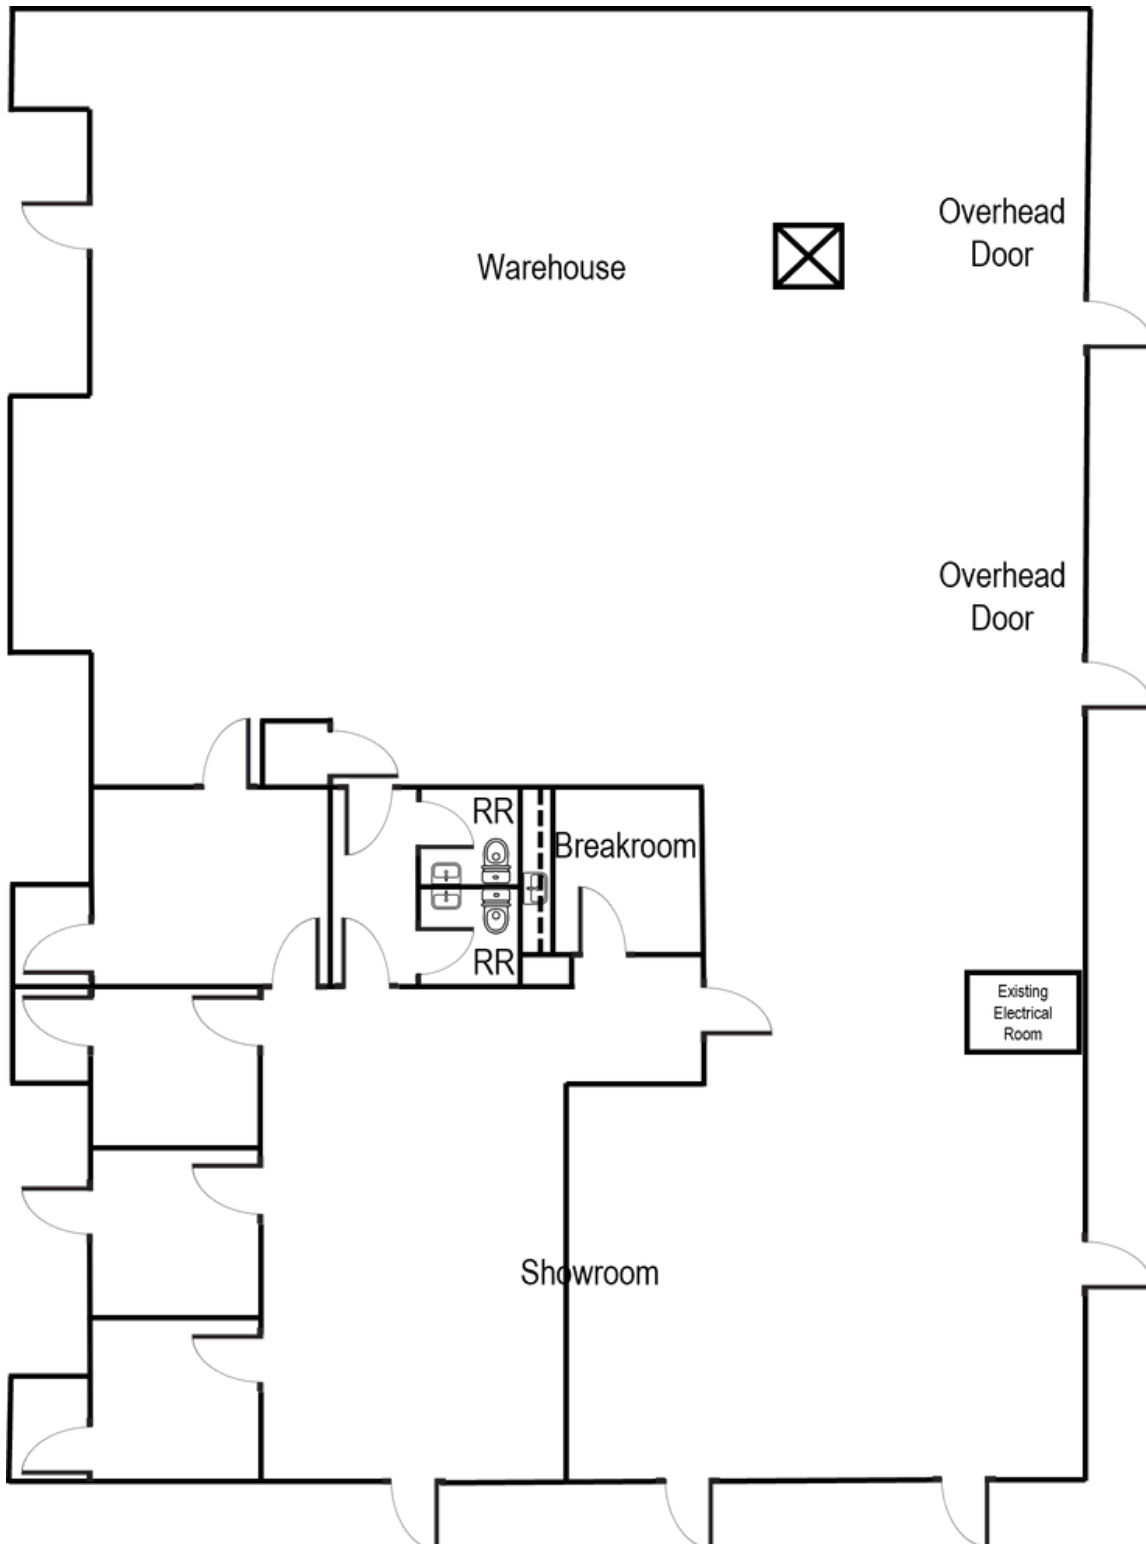 Overhead
Door
Warehouse
Overhead
Door
RR
Breakroom
RR
Existing
Electrical
Room
Showroom